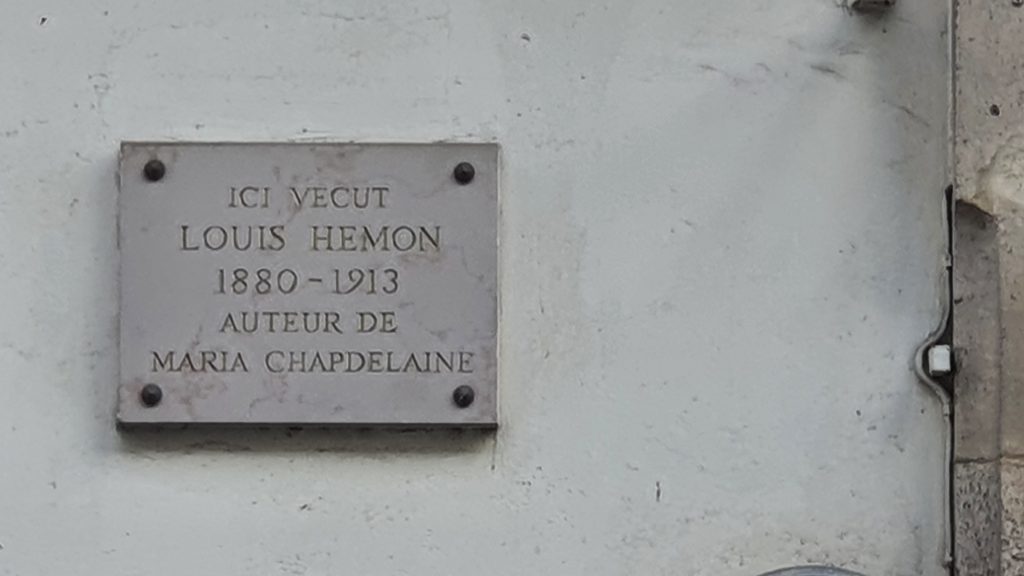 ICI VECUT
LOUIS HEMON
1880-1913
AUTEUR DE
MARIA CHAPDELAINE